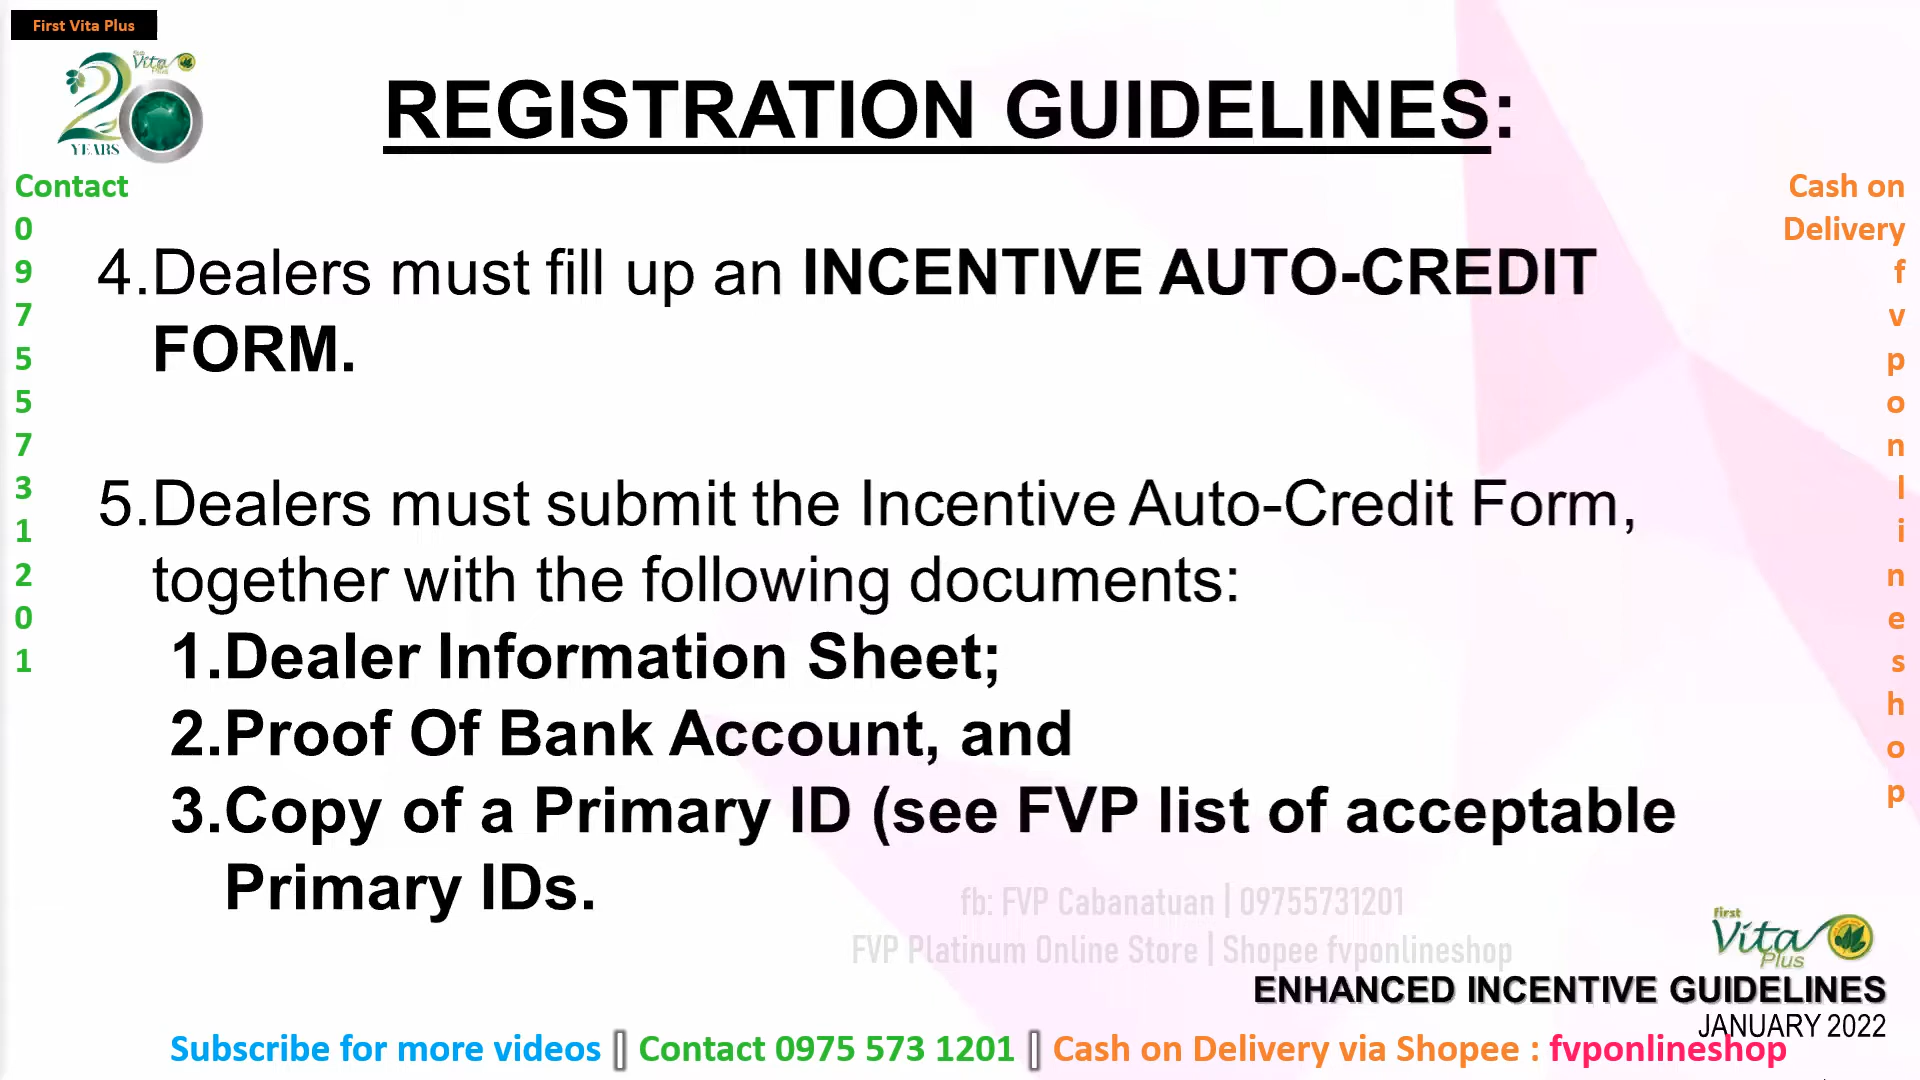 First Vita Plus
First
Vita
Plus
20
YEARS
REGISTRATION GUIDELINES:
Contact
0
9
7
5
5
7
3
1
2
0
1
Cash on
Delivery
f
v
p
o
n
l
i
n
e
s
h
o
p
4.Dealers must fill up an INCENTIVE AUTO-CREDIT
FORM.
5.Dealers must submit the Incentive Auto-Credit Form,
together with the following documents:
1.Dealer Information Sheet;
2.Proof Of Bank Account, and
3.Copy of a Primary ID (see FVP list of acceptable
Primary IDs.
fb: FVP Cabanatuan | 09755731201
FVP Platinum Online Store | Shopee fvponlineshop
First
Vita
Plus
ENHANCED INCENTIVE GUIDELINES
JANUARY 2022
Subscribe for more videos | Contact 0975 573 1201 | Cash on Delivery via Shopee : fvponlineshop